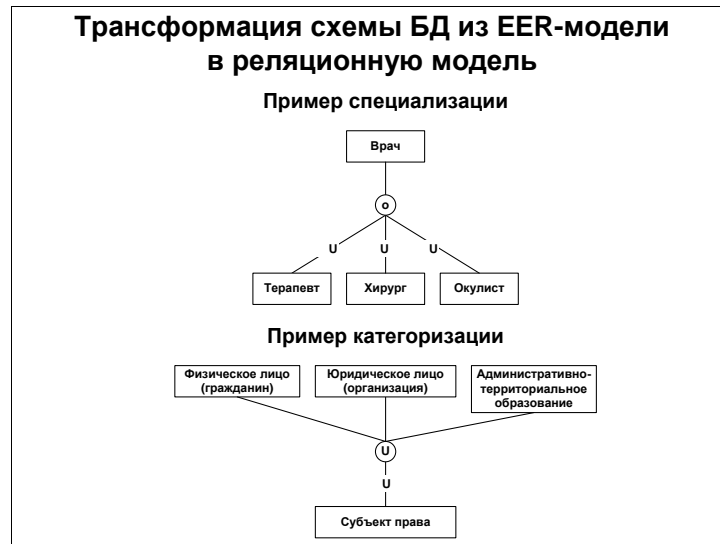 Трансформация схемы БД из EER-модели
в реляционную модель
Пример специализации
Врач
о
U U U
Терапевт Хирург Окулист
Пример категоризации
Физическое лицо
(гражданин)
Юридическое лицо
(организация)
Административно-
территориальное
образование
U
U
Субъект права